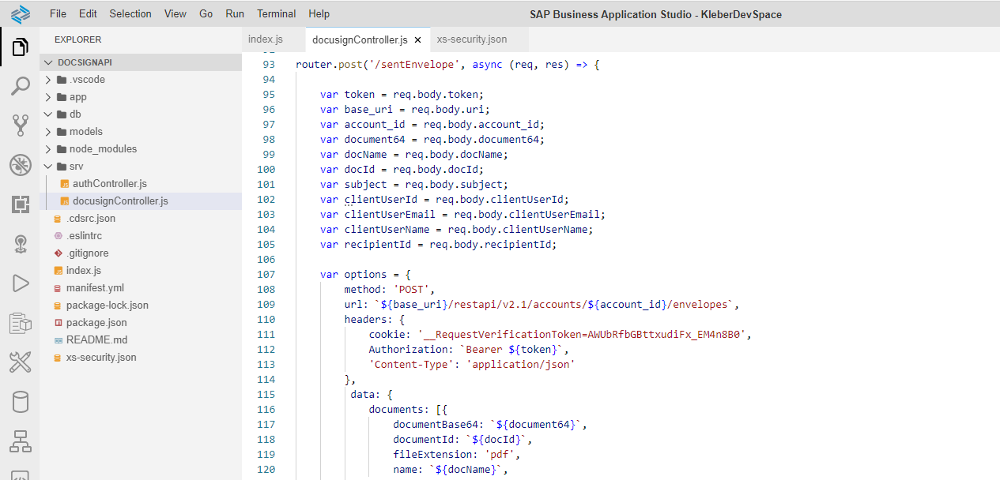 File Edit Selection View Go Run Terminal Help
SAP Business Application Studio - KleberDevSpace
EXPLORER
DOCSIGNAPI
.vscode
app
db
models
node_modules
srv
authController.js
docusignController.js
.cdsrc.json
.eslintrc
.gitignore
index.js
manifest.yml
package-lock.json
package.json
README.md
xs-security.json
index.js docusignController.js × xs-security.json
93 router.post('/sentEnvelope', async (req, res) => {
94
95 var token = req.body.token;
96 var base_uri = req.body.uri;
97 var account_id = req.body.account_id;
98 var document64 = req.body.document64;
99 var docName = req.body.docName;
100 var docId = req.body.docId;
101 var subject = req.body.subject;
102 var clientUserId = req.body.clientUserId;
103 var clientUserEmail = req.body.clientUserEmail;
104 var clientUserName = req.body.clientUserName;
105 var recipientId = req.body.recipientId;
106
107 var options = {
108 method: 'POST',
109 url: `${base_uri}/restapi/v2.1/accounts/${account_id}/envelopes`,
110 headers: {
111 cookie: '__RequestVerificationToken=AWUbRfbGBttxudiFx_EM4n8B0',
112 Authorization: `Bearer ${token}`,
113 'Content-Type': 'application/json'
114 },
115 data: {
116 documents: [{
117 documentBase64: `${document64}`,
118 documentId: `${docId}`,
119 fileExtension: 'pdf',
120 name: `${docName}`,